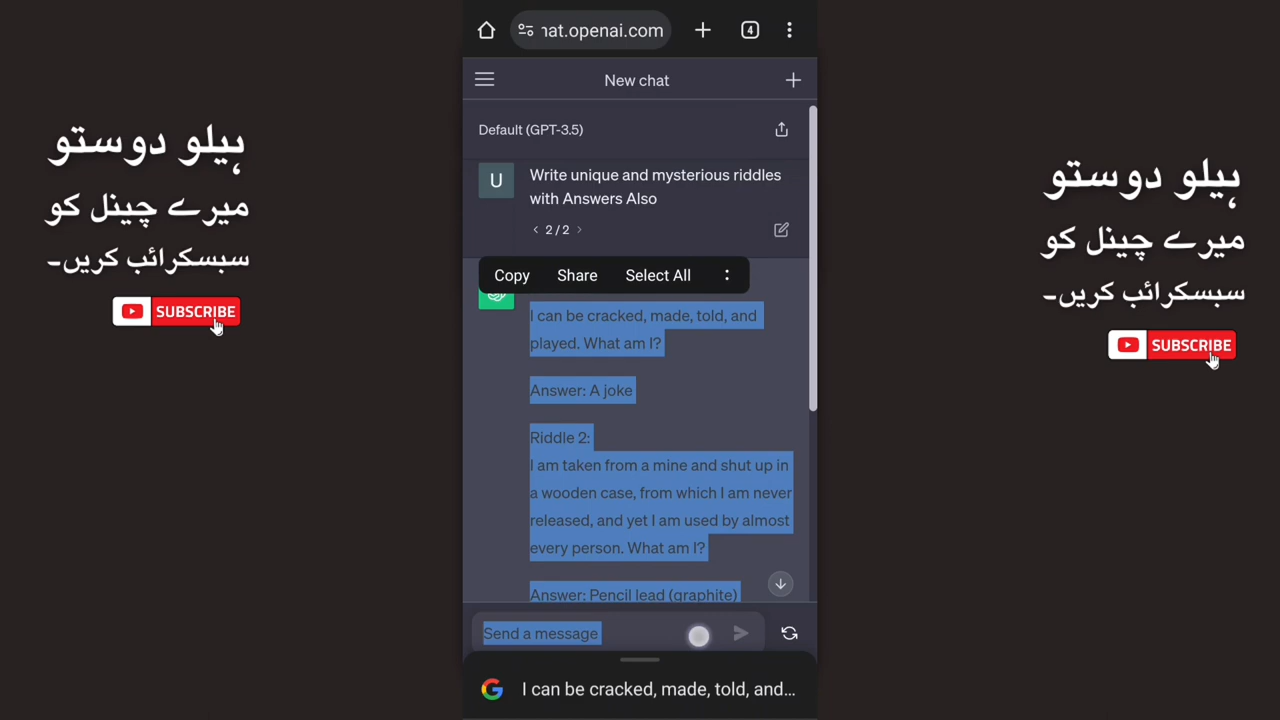 ہیلو دوستو
میرے چینل کو
سبسکرائب کریں۔
SUBSCRIBE
hat.openai.com
4
New chat
Default (GPT-3.5)
U
Write unique and mysterious riddles
with Answers Also
2 / 2
Copy Share Select All
I can be cracked, made, told, and
played. What am I?
Answer: A joke
Riddle 2:
I am taken from a mine and shut up in
a wooden case, from which I am never
released, and yet I am used by almost
every person. What am I?
Answer: Pencil lead (graphite)
Send a message
I can be cracked, made, told, and...
ہیلو دوستو
میرے چینل کو
سبسکرائب کریں۔
SUBSCRIBE